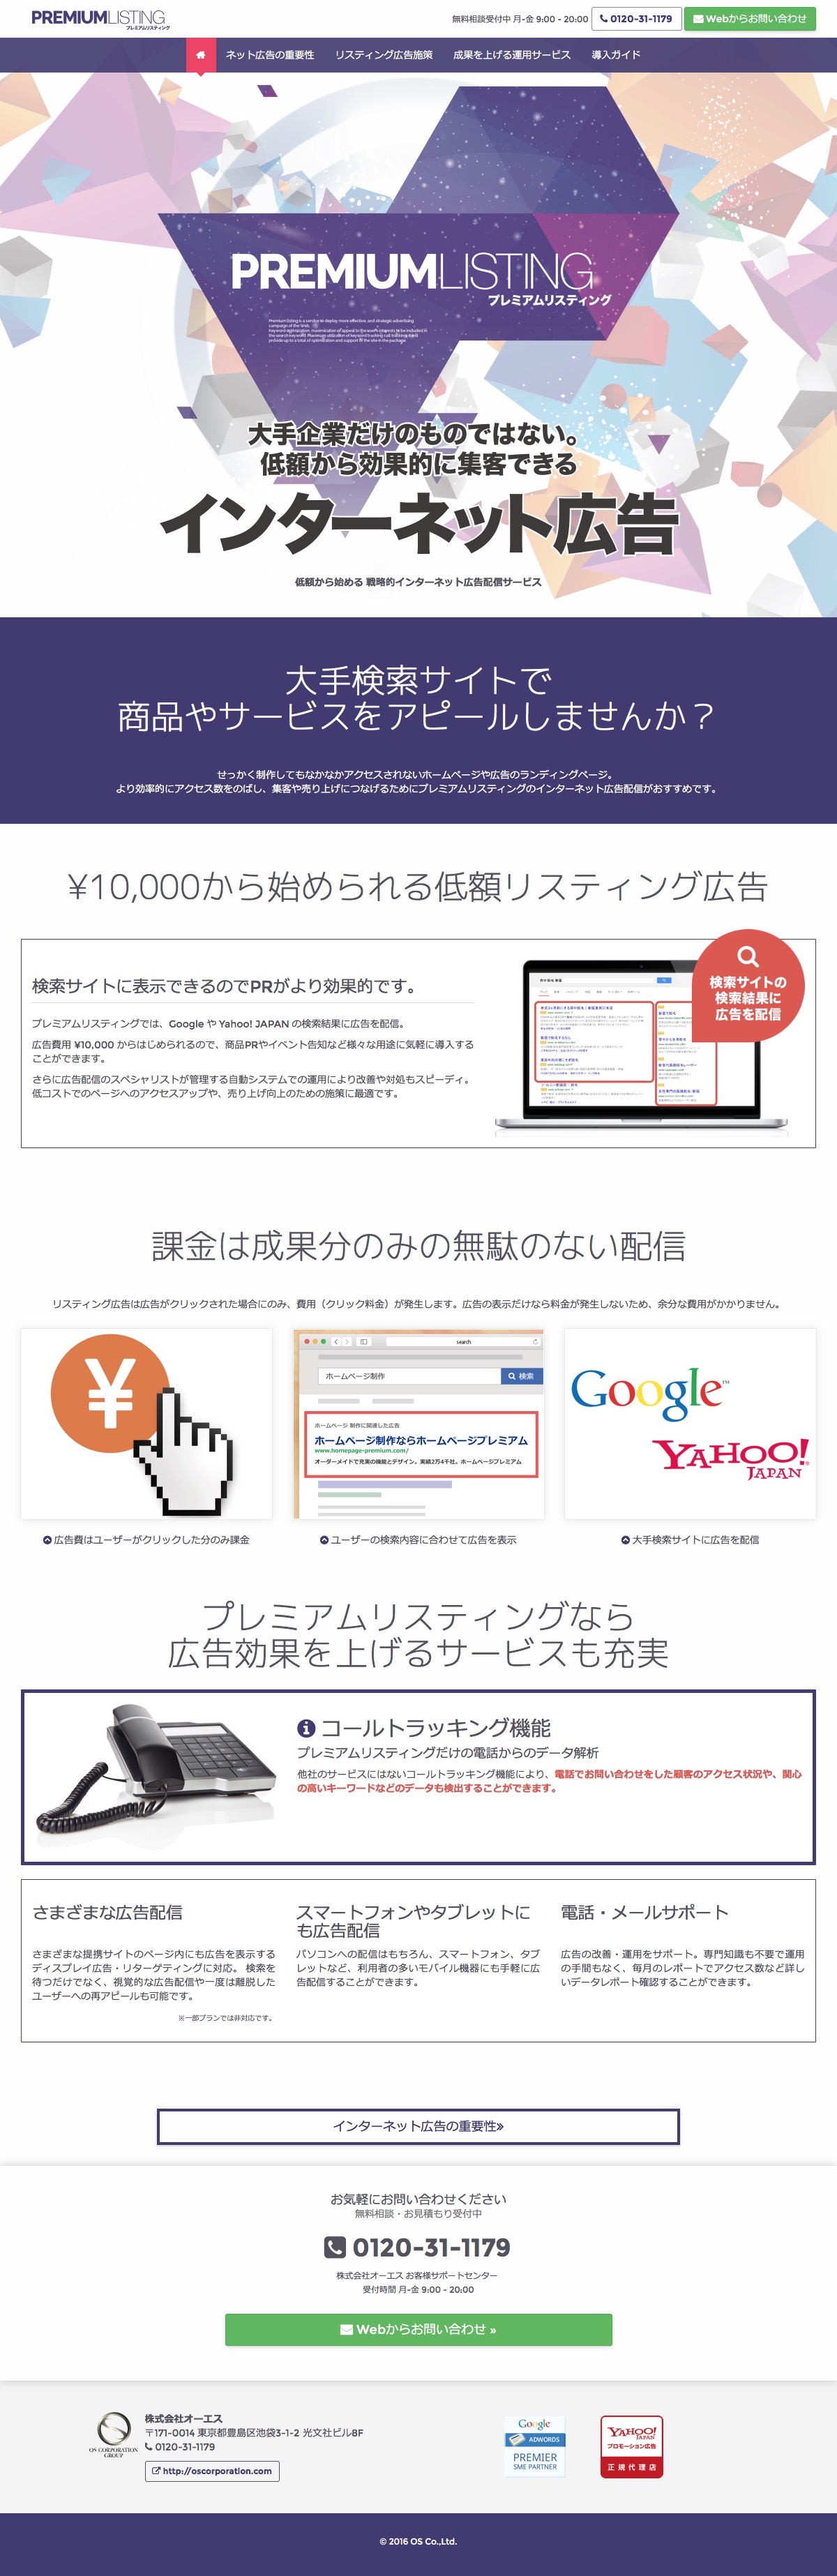 PREMIUMLISTING
プレミアムリスティング
無料相談受付中 月-金 9:00 - 20:00
0120-31-1179
Webからお問い合わせ
ネット広告の重要性
リスティング広告施策
成果を上げる運用サービス
導入ガイド
PREMIUMLISTING
プレミアムリスティング
大手企業だけのものではない。
低額から効果的に集客できる
インターネット広告
低額から始める 戦略的インターネット広告配信サービス
大手検索サイトで
商品やサービスをアピールしませんか？
せっかく制作してもなかなかアクセスされないホームページや広告のランディングページ。
より効率的にアクセス数をのばし、集客や売り上げにつなげるためにプレミアムリスティングのインターネット広告配信がおすすめです。
¥10,000から始められる低額リスティング広告
検索サイトに表示できるのでPRがより効果的です。
プレミアムリスティングでは、Google や Yahoo! JAPAN の検索結果に広告を配信。
広告費用 ¥10,000 からはじめられるので、商品PRやイベント告知など様々な用途に気軽に導入する
ことができます。
さらに広告配信のスペシャリストが管理する自動システムでの運用により改善や対処もスピーディ。
低コストでのページへのアクセスアップや、売り上げ向上のための施策に最適です。
検索サイトの
検索結果に
広告を配信
課金は成果分のみの無駄のない配信
リスティング広告は広告がクリックされた場合にのみ、費用（クリック料金）が発生します。広告の表示だけなら料金が発生しないため、余分な費用がかかりません。
¥
search
ホームページ制作
検索
ホームページ 制作に関連した広告
ホームページ制作ならホームページプレミアム
www.homepage-premium.com/
オーダーメイドで充実の機能とデザイン。実績2万4千社。ホームページプレミアム
Google™
YAHOO!
JAPAN
広告費はユーザーがクリックした分のみ課金
ユーザーの検索内容に合わせて広告を表示
大手検索サイトに広告を配信
プレミアムリスティングなら
広告効果を上げるサービスも充実
コールトラッキング機能
プレミアムリスティングだけの電話からのデータ解析
他社のサービスにはないコールトラッキング機能により、電話でお問い合わせをした顧客のアクセス状況や、関心
の高いキーワードなどのデータも検出することができます。
さまざまな広告配信
さまざまな提携サイトのページ内にも広告を表示する
ディスプレイ広告・リターゲティングに対応。 検索を
待つだけでなく、視覚的な広告配信や一度は離脱した
ユーザーへの再アピールも可能です。
※一部プランでは非対応です。
スマートフォンやタブレットに
も広告配信
パソコンへの配信はもちろん、スマートフォン、タブ
レットなど、利用者の多いモバイル機器にも手軽に広
告配信することができます。
電話・メールサポート
広告の改善・運用をサポート。専門知識も不要で運用
の手間もなく、毎月のレポートでアクセス数など詳し
いデータレポート確認することができます。
インターネット広告の重要性»
お気軽にお問い合わせください
無料相談・お見積もり受付中
0120-31-1179
株式会社オーエス お客様サポートセンター
受付時間 月-金 9:00 - 20:00
Webからお問い合わせ »
OS CORPORATION
GROUP
株式会社オーエス
〒171-0014 東京都豊島区池袋3-1-2 光文社ビル8F
0120-31-1179
http://oscorporation.com
Google
ADWORDS
PREMIER
SME PARTNER
YAHOO!
JAPAN
プロモーション広告
正規代理店
© 2016 OS Co.,Ltd.